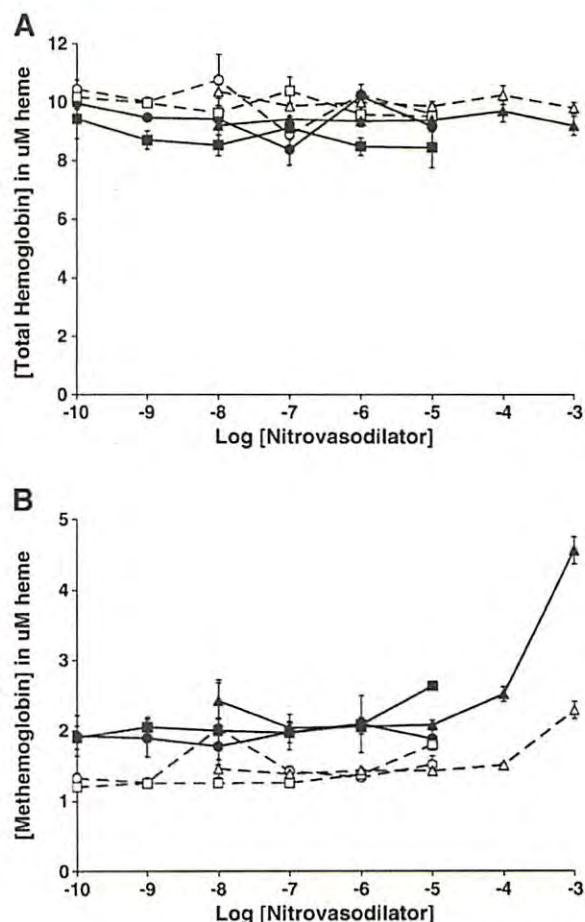 A
[Total Hemoglobin] in uM heme
12
10
8
6
4
2
0
-10 -9 -8 -7 -6 -5 -4 -3
Log [Nitrovasodilator]
B
[Methemoglobin] in uM heme
5
4
3
2
1
0
-10 -9 -8 -7 -6 -5 -4 -3
Log [Nitrovasodilator]